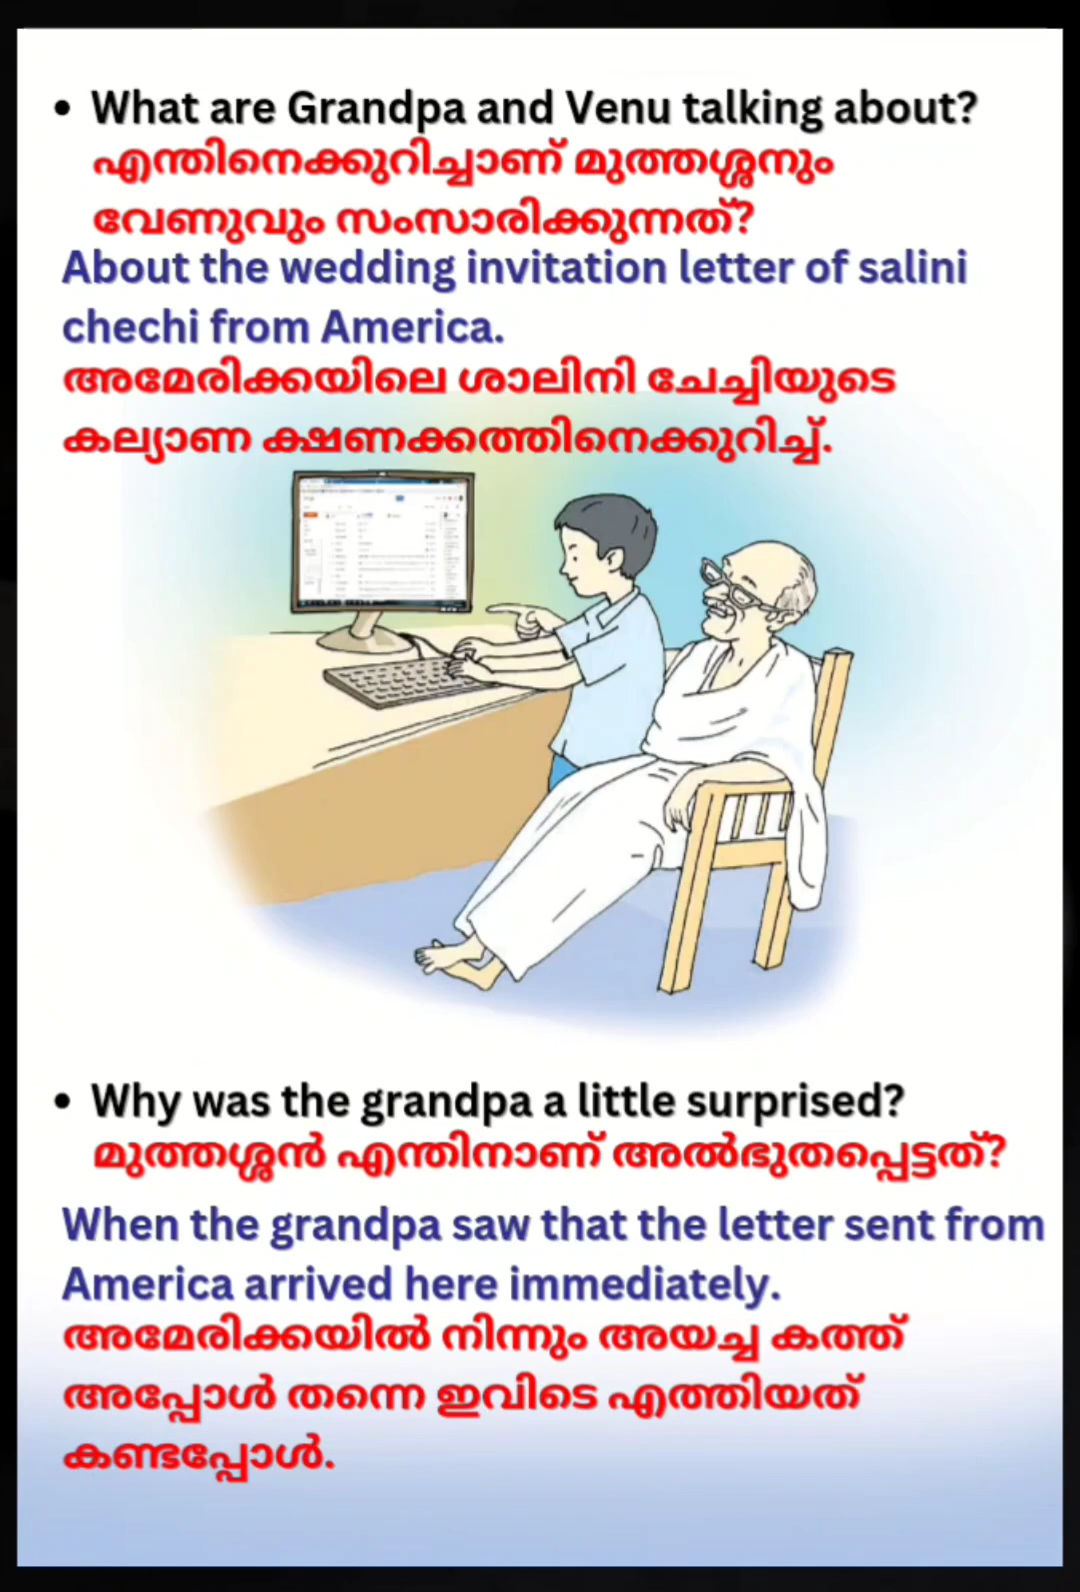 • What are Grandpa and Venu talking about?
എന്തിനെക്കുറിച്ചാണ് മുത്തശ്ശനും
വേണുവും സംസാരിക്കുന്നത്?
About the wedding invitation letter of salini
chechi from America.
അമേരിക്കയിലെ ശാലിനി ചേച്ചിയുടെ
കല്യാണ ക്ഷണക്കത്തിനെക്കുറിച്ച്.
• Why was the grandpa a little surprised?
മുത്തശ്ശൻ എന്തിനാണ് അൽഭുതപ്പെട്ടത്?
When the grandpa saw that the letter sent from
America arrived here immediately.
അമേരിക്കയിൽ നിന്നും അയച്ച കത്ത്
അപ്പോൾ തന്നെ ഇവിടെ എത്തിയത്
കണ്ടപ്പോൾ.